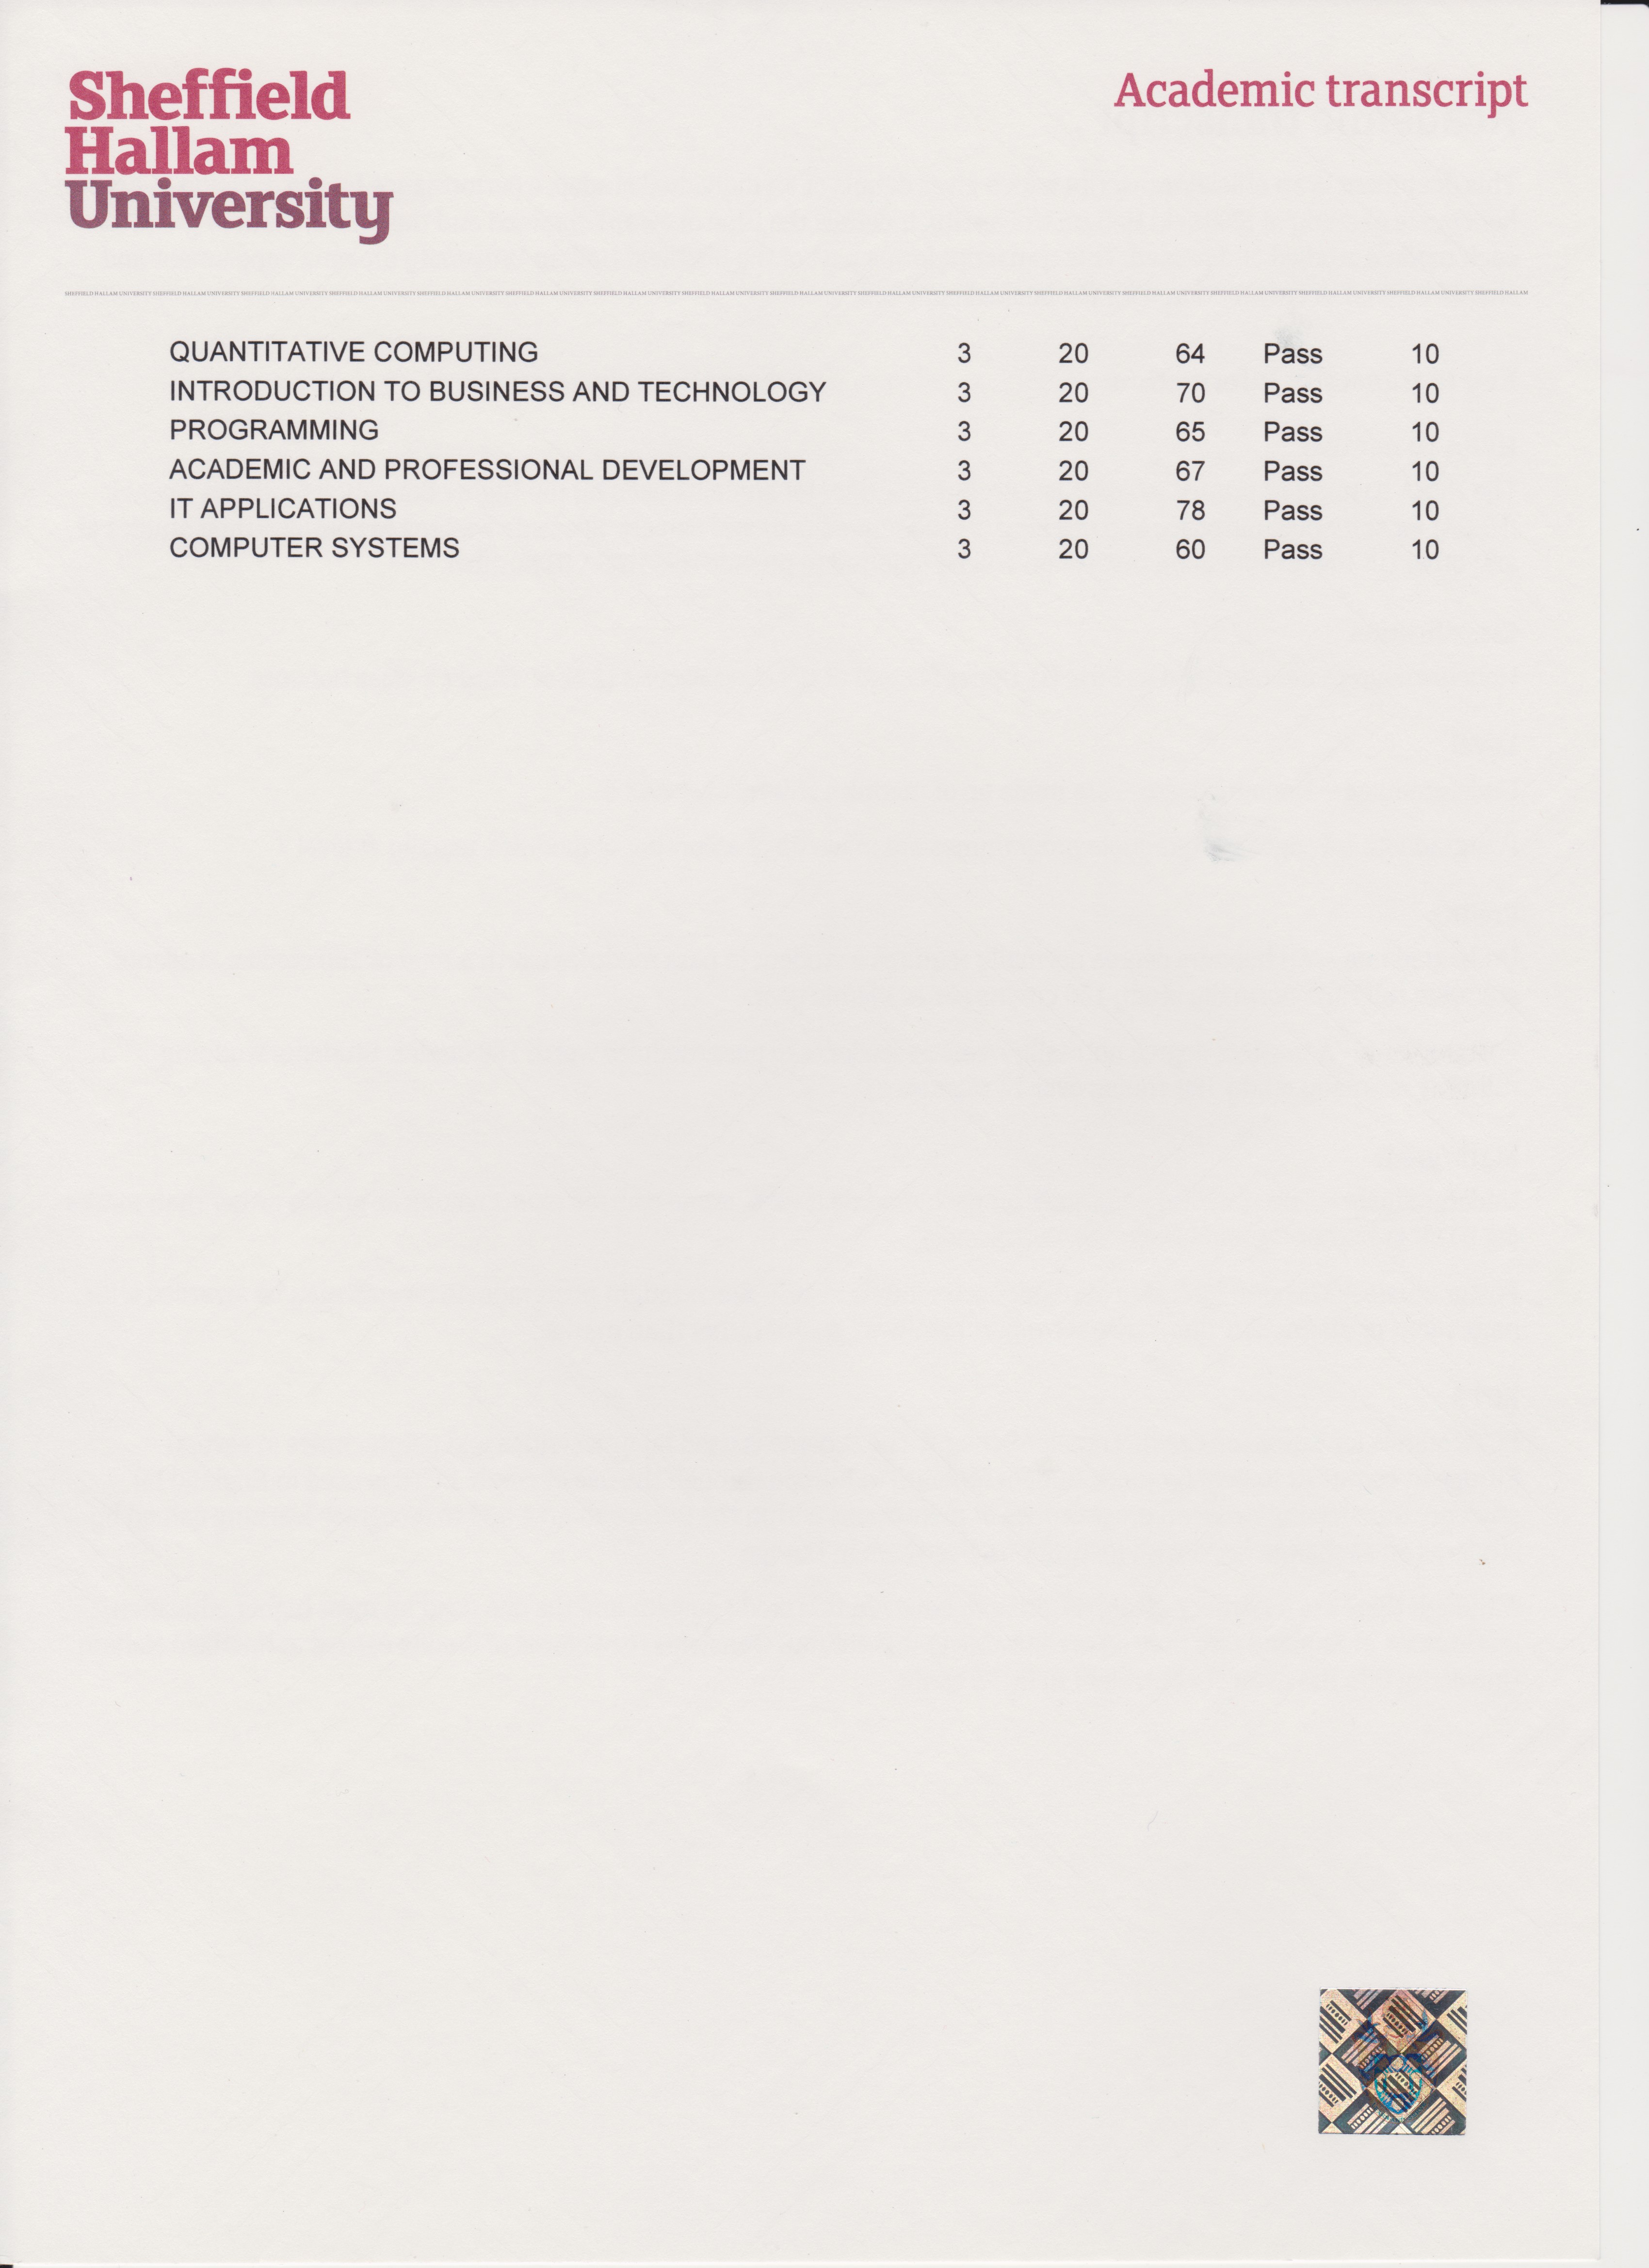 Sheffield
Hallam
University
Academic transcript
SHEFFIELD HALLAM UNIVERSITY SHEFFIELD HALLAM UNIVERSITY SHEFFIELD HALLAM UNIVERSITY SHEFFIELD HALLAM UNIVERSITY SHEFFIELD HALLAM UNIVERSITY SHEFFIELD HALLAM UNIVERSITY SHEFFIELD HALLAM UNIVERSITY SHEFFIELD HALLAM UNIVERSITY SHEFFIELD HALLAM UNIVERSITY SHEFFIELD HALLAM UNIVERSITY SHEFFIELD HALLAM UNIVERSITY SHEFFIELD HALLAM UNIVERSITY SHEFFIELD HALLAM UNIVERSITY SHEFFIELD HALLAM UNIVERSITY SHEFFIELD HALLAM UNIVERSITY SHEFFIELD HALLAM UNIVERSITY SHEFFIELD HALLAM
QUANTITATIVE COMPUTING 3 20 64 Pass 10
INTRODUCTION TO BUSINESS AND TECHNOLOGY 3 20 70 Pass 10
PROGRAMMING 3 20 65 Pass 10
ACADEMIC AND PROFESSIONAL DEVELOPMENT 3 20 67 Pass 10
IT APPLICATIONS 3 20 78 Pass 10
COMPUTER SYSTEMS 3 20 60 Pass 10